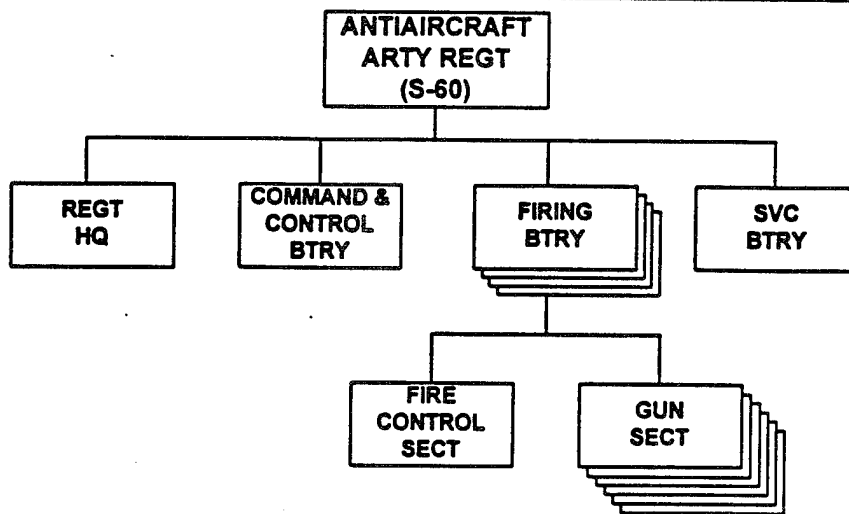 ANTIAIRCRAFT
ARTY REGT
(S-60)
REGT
HQ
COMMAND &
CONTROL
BTRY
FIRING
BTRY
SVC
BTRY
FIRE
CONTROL
SECT
GUN
SECT